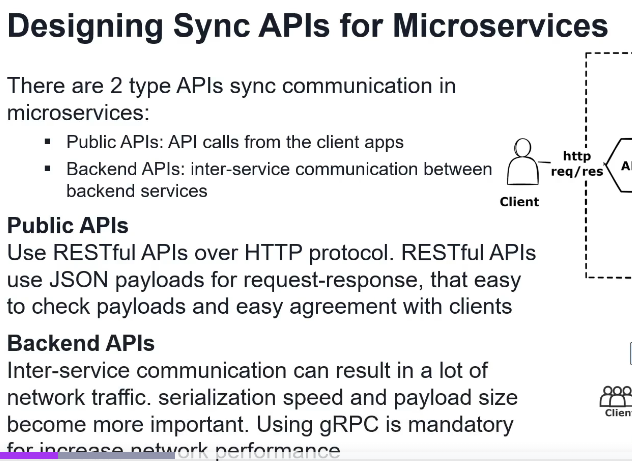 Designing Sync APIs for Microservices
There are 2 type APIs sync communication in
microservices:
▪ Public APIs: API calls from the client apps
▪ Backend APIs: inter-service communication between
backend services
Public APIs
Use RESTful APIs over HTTP protocol. RESTful APIs
use JSON payloads for request-response, that easy
to check payloads and easy agreement with clients
Backend APIs
Inter-service communication can result in a lot of
network traffic. serialization speed and payload size
become more important. Using gRPC is mandatory
for increase network performance
http
req/res
Client